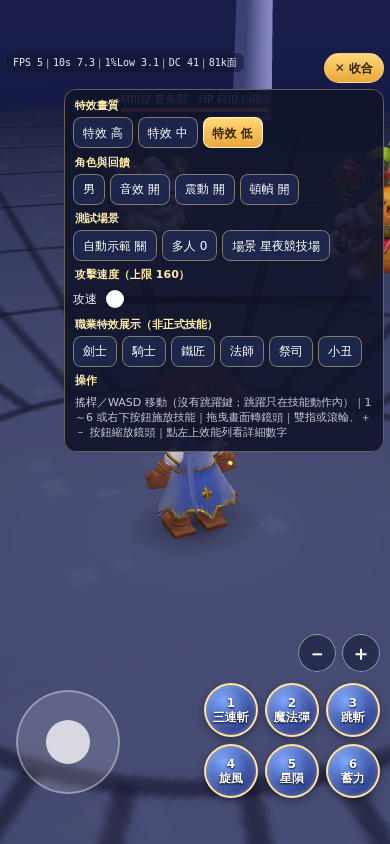 FPS 5｜10s 7.3｜1%Low 3.1｜DC 41｜81k面
✕ 收合
M002 苔角獸 HP 600 / 600
特效畫質
特效 高
特效 中
特效 低
角色與回饋
男
音效 開
震動 開
頓幀 開
測試場景
自動示範 關
多人 0
場景 星夜競技場
攻擊速度（上限 160）
攻速
職業特效展示（非正式技能）
劍士
騎士
鐵匠
法師
祭司
小丑
操作
搖桿／WASD 移動（沒有跳躍鍵；跳躍只在技能動作內）｜1
～6 或右下按鈕施放技能｜拖曳畫面轉鏡頭｜雙指或滾輪、＋
－ 按鈕縮放鏡頭｜點左上效能列看詳細數字
－
＋
1
三連斬
2
魔法彈
3
跳斬
4
旋風
5
星隕
6
蓄力